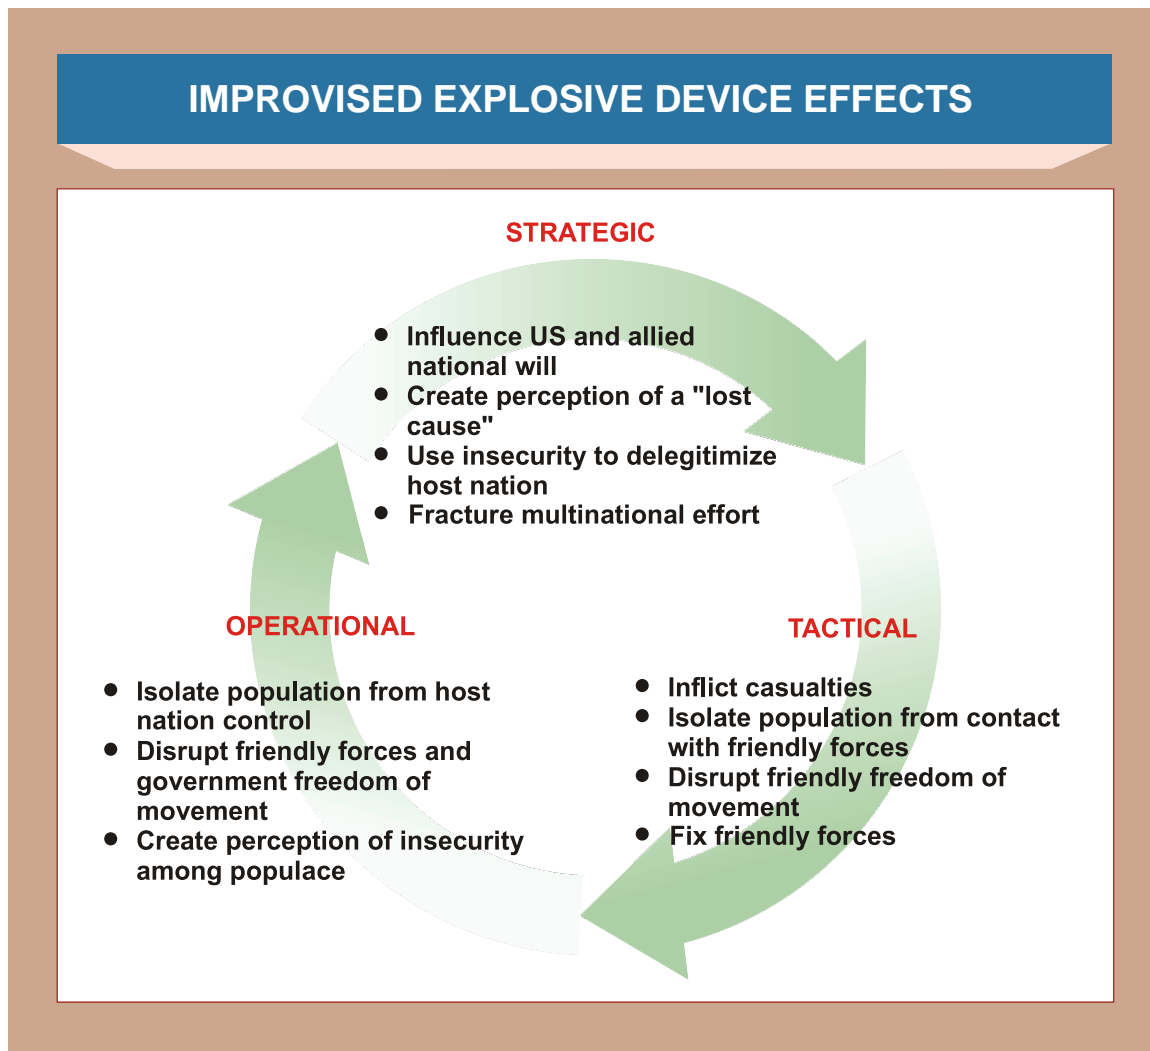 IMPROVISED EXPLOSIVE DEVICE EFFECTS
STRATEGIC
● Influence US and allied
national will
● Create perception of a "lost
cause"
● Use insecurity to delegitimize
host nation
● Fracture multinational effort
OPERATIONAL
● Isolate population from host
nation control
● Disrupt friendly forces and
government freedom of
movement
● Create perception of insecurity
among populace
TACTICAL
● Inflict casualties
● Isolate population from contact
with friendly forces
● Disrupt friendly freedom of
movement
● Fix friendly forces